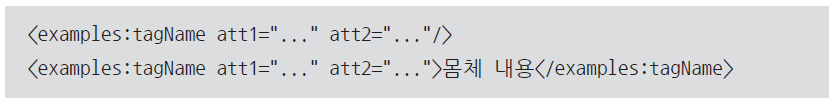 <examples:tagName att1="..." att2="..."/>
<examples:tagName att1="..." att2="...">몸체 내용</examples:tagName>